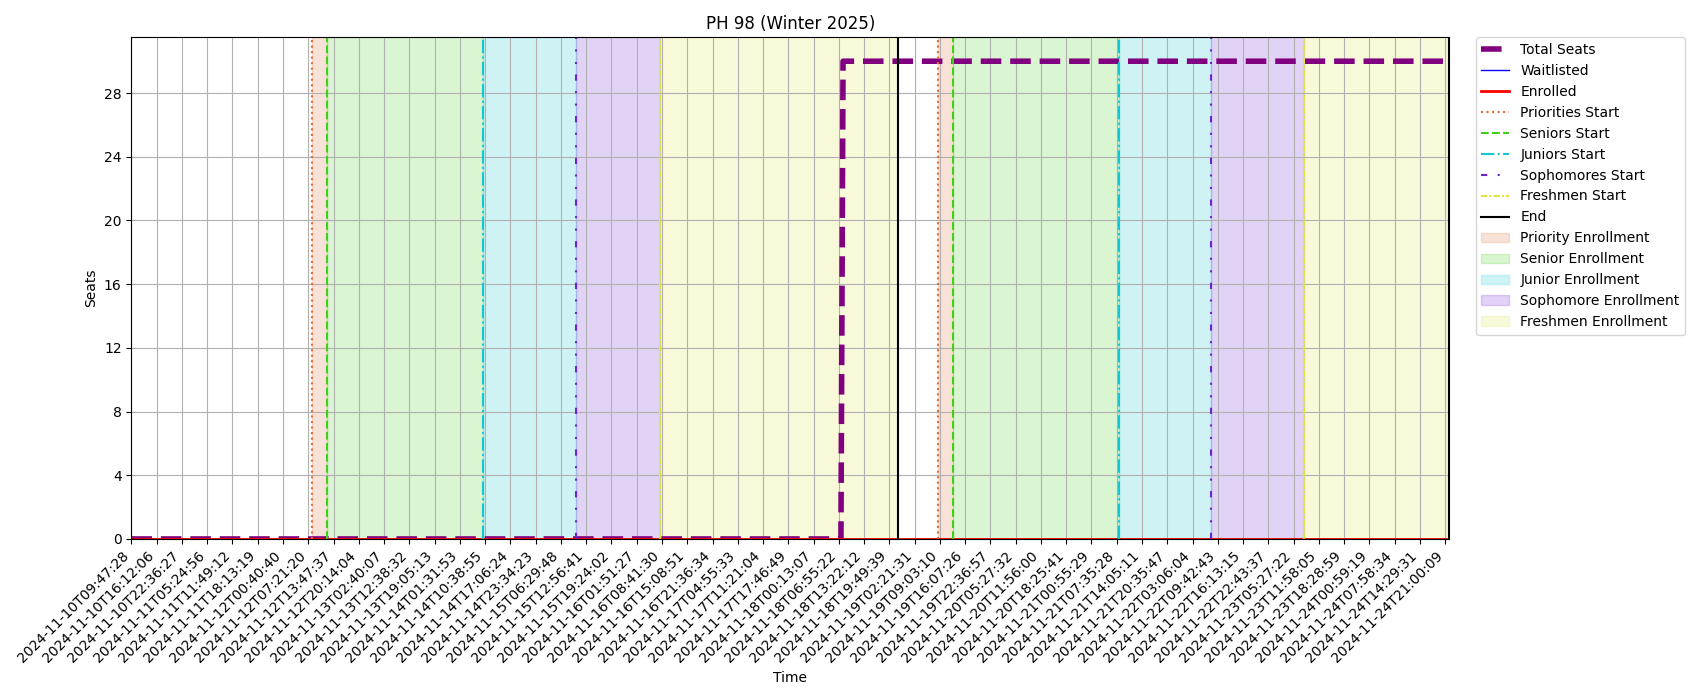 PH 98 (Winter 2025)
Total Seats
Waitlisted
Enrolled
Priorities Start
Seniors Start
Juniors Start
Sophomores Start
Freshmen Start
End
Priority Enrollment
Senior Enrollment
Junior Enrollment
Sophomore Enrollment
Freshmen Enrollment
Seats
28
24
20
16
12
8
4
0
2024-11-10T09:47:28
2024-11-10T16:12:06
2024-11-10T22:36:27
2024-11-11T05:24:56
2024-11-11T11:49:12
2024-11-11T18:13:19
2024-11-12T00:40:40
2024-11-12T07:21:20
2024-11-12T13:47:37
2024-11-12T20:14:04
2024-11-13T02:40:07
2024-11-13T12:38:32
2024-11-13T19:05:13
2024-11-14T01:31:53
2024-11-14T10:38:55
2024-11-14T17:06:24
2024-11-14T23:34:23
2024-11-15T06:29:48
2024-11-15T12:56:41
2024-11-15T19:24:02
2024-11-16T01:51:27
2024-11-16T08:41:30
2024-11-16T15:08:51
2024-11-16T21:36:34
2024-11-17T04:55:33
2024-11-17T11:21:04
2024-11-17T17:46:49
2024-11-18T00:13:07
2024-11-18T06:55:22
2024-11-18T13:22:12
2024-11-18T19:49:39
2024-11-19T02:21:31
2024-11-19T09:03:10
2024-11-19T16:07:26
2024-11-19T22:36:57
2024-11-20T05:27:32
2024-11-20T11:56:00
2024-11-20T18:25:41
2024-11-21T00:55:29
2024-11-21T07:35:28
2024-11-21T14:05:11
2024-11-21T20:35:47
2024-11-22T03:06:04
2024-11-22T09:42:43
2024-11-22T16:13:15
2024-11-22T22:43:37
2024-11-23T05:27:22
2024-11-23T11:58:05
2024-11-23T18:28:59
2024-11-24T00:59:19
2024-11-24T07:58:34
2024-11-24T14:29:31
2024-11-24T21:00:09
Time